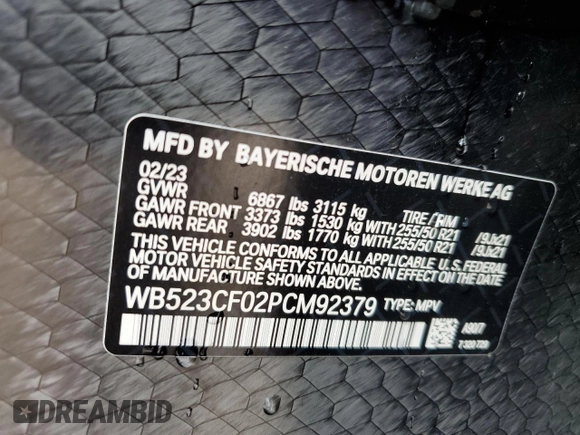 MFD BY BAYERISCHE MOTOREN WERKE AG
02/23
GVWR 6867 lbs 3115 kg TIRE/RIM
GAWR FRONT 3373 lbs 1530 kg WITH 255/50 R21 /9Jx21
GAWR REAR 3902 lbs 1770 kg WITH 255/50 R21 /9Jx21
THIS VEHICLE CONFORMS TO ALL APPLICABLE U.S. FEDERAL
MOTOR VEHICLE SAFETY STANDARDS IN EFFECT ON THE DATE OF
MANUFACTURE SHOWN ABOVE.
WB523CF02PCM92379 TYPE: MPV
DREAMBID